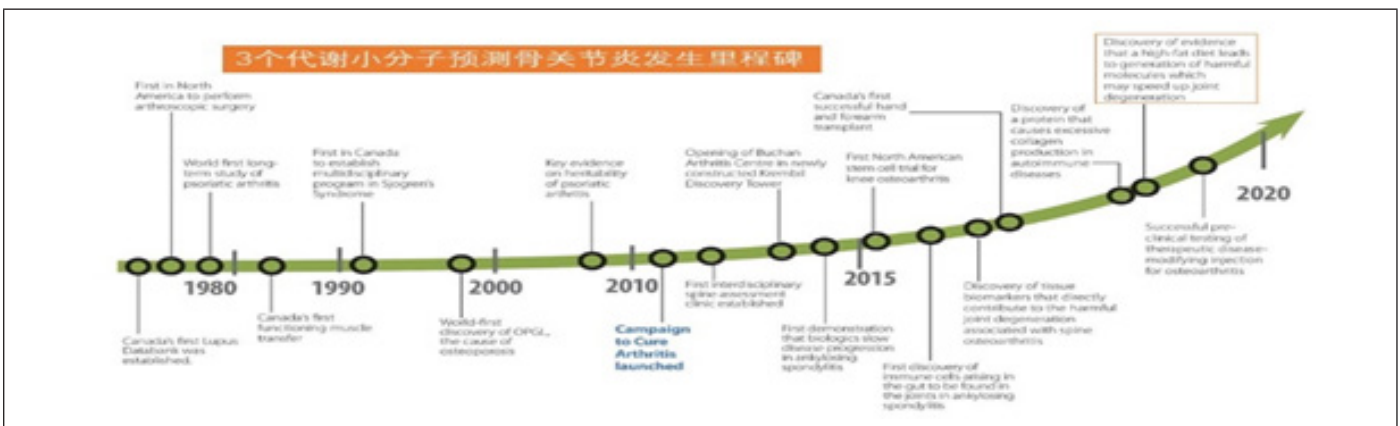 3个代谢小分子预测骨关节炎发生里程碑
First in North
America to perform
arthroscopic surgery
World first long-
term study of
psoriatic arthritis
First in Canada
to establish
multidisciplinary
program in Sjogren's
Syndrome
Key evidence
on heritability
of psoriatic
arthritis
Opening of Buchan
Arthritis Centre in newly
constructed Krembil
Discovery Tower
First North American
stem cell trial for
knee osteoarthritis
Canada's first
successful hand
and forearm
transplant
Discovery of
a protein that
causes excessive
collagen
production in
autoimmune
diseases
Discovery of evidence
that a high-fat diet leads
to generation of harmful
molecules which
may speed up joint
degeneration
1980
1990
2000
2010
2015
2020
Canada's first Lupus
Databank was
established.
Canada's first
functioning muscle
transfer
World-first
discovery of OPGL,
the cause of
osteoporosis
Campaign
to Cure
Arthritis
launched
First interdisciplinary
spine assessment
clinic established
First demonstration
that biologics slow
disease progression
in ankylosing
spondylitis
First discovery of
immune cells arising in
the gut to be found in
the joints in ankylosing
spondylitis
Discovery of tissue
biomarkers that directly
contribute to the harmful
joint degeneration
associated with spine
osteoarthritis
Successful pre-
clinical testing of
therapeutic disease-
modifying injection
for osteoarthritis